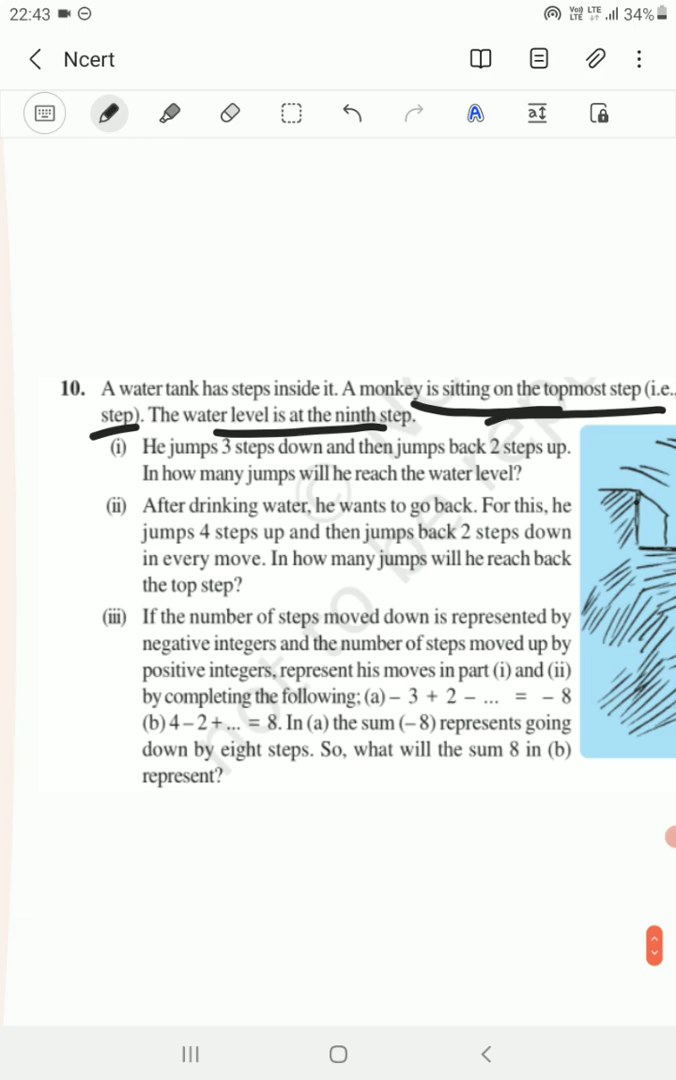 22:43 34%
Ncert
10. A water tank has steps inside it. A monkey is sitting on the topmost step (i.e.,
step). The water level is at the ninth step.
(i) He jumps 3 steps down and then jumps back 2 steps up.
In how many jumps will he reach the water level?
(ii) After drinking water, he wants to go back. For this, he
jumps 4 steps up and then jumps back 2 steps down
in every move. In how many jumps will he reach back
the top step?
(iii) If the number of steps moved down is represented by
negative integers and the number of steps moved up by
positive integers, represent his moves in part (i) and (ii)
by completing the following; (a) – 3 + 2 – ... = – 8
(b) 4 – 2 + ... = 8. In (a) the sum (– 8) represents going
down by eight steps. So, what will the sum 8 in (b)
represent?